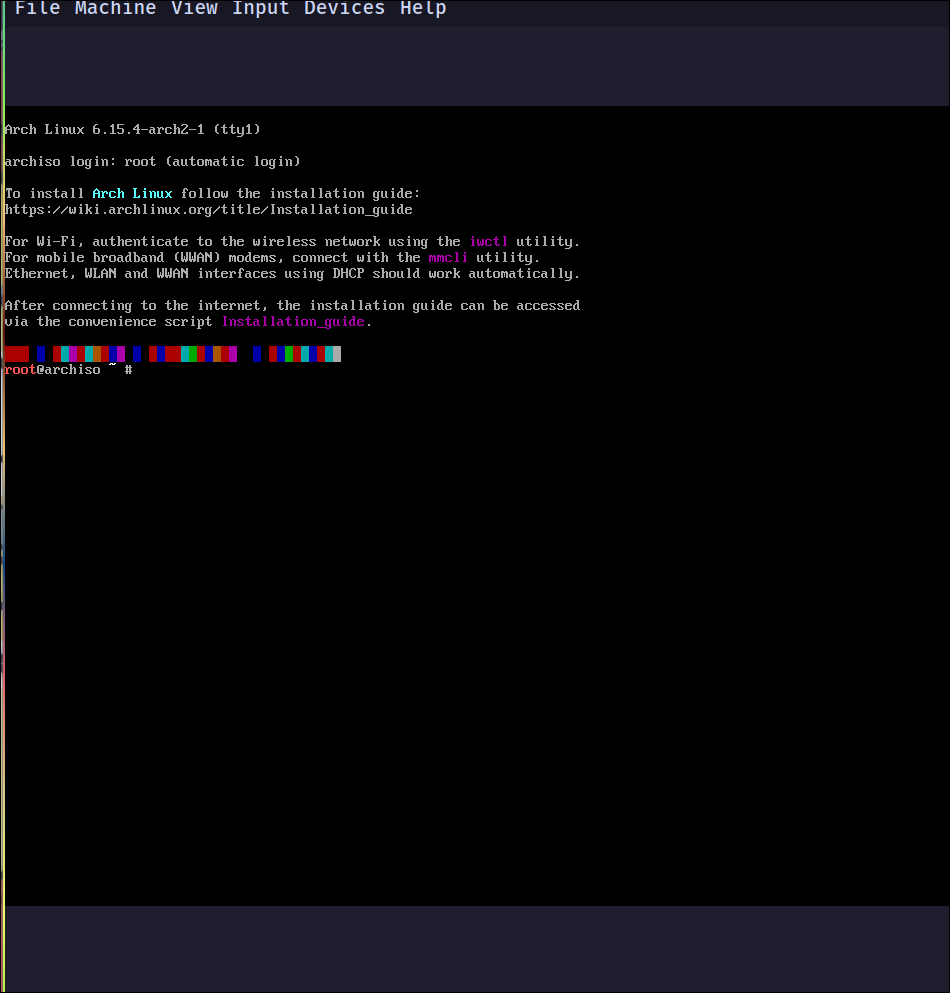 File Machine View Input Devices Help
Arch Linux 6.15.4-arch2-1 (tty1)
archiso login: root (automatic login)
To install Arch Linux follow the installation guide:
https://wiki.archlinux.org/title/Installation_guide
For Wi-Fi, authenticate to the wireless network using the iwctl utility.
For mobile broadband (WWAN) modems, connect with the mmcli utility.
Ethernet, WLAN and WWAN interfaces using DHCP should work automatically.
After connecting to the internet, the installation guide can be accessed
via the convenience script Installation_guide.
root@archiso ~ #